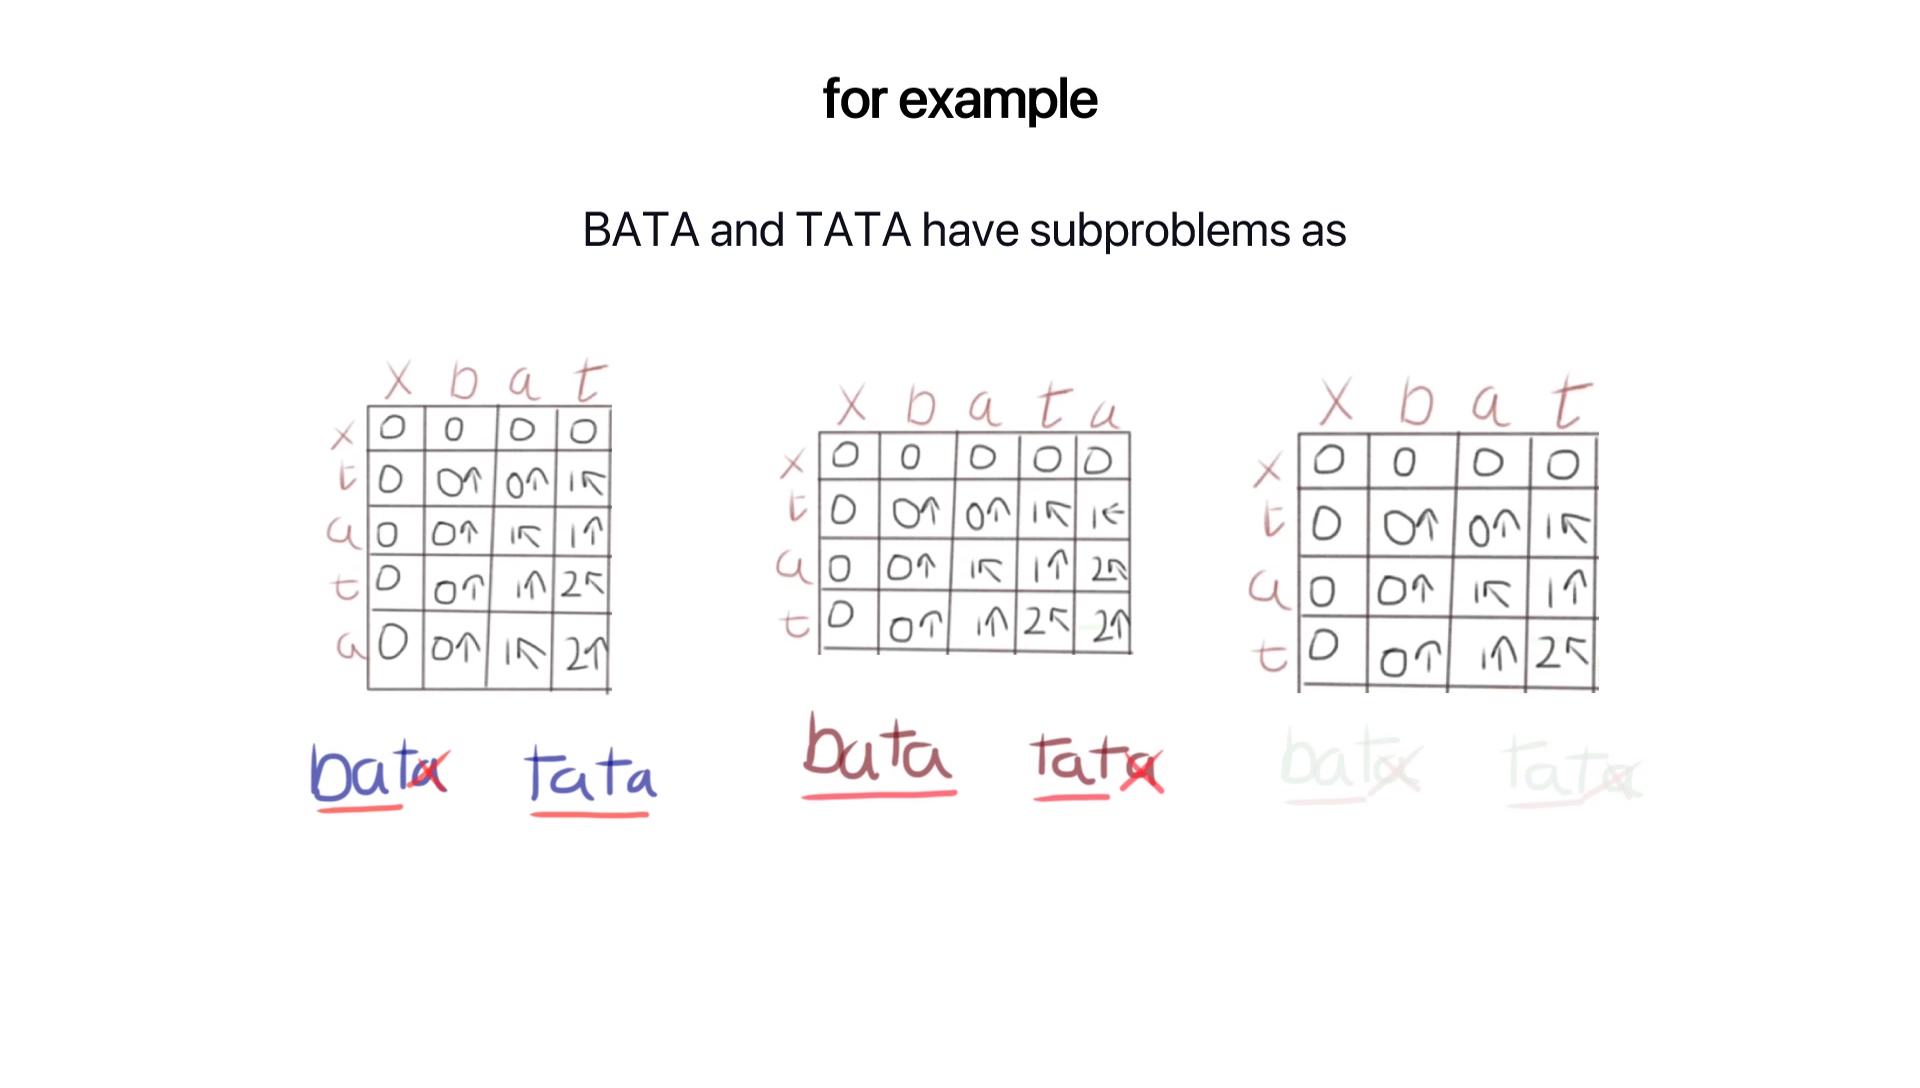 for example
BATA and TATA have subproblems as
x b a t
x 0 0 0 0
t 0 0↑ 0↑ 1↖
a 0 0↑ 1↖ 1↑
t 0 0↑ 1↑ 2↖
a 0 0↑ 1↖ 2↑
bata tata
x b a t a
x 0 0 0 0 0
t 0 0↑ 0↑ 1↖ 1←
a 0 0↑ 1↖ 1↑ 2↖
t 0 0↑ 1↑ 2↖ 2↑
bata tata
x b a t
x 0 0 0 0
t 0 0↑ 0↑ 1↖
a 0 0↑ 1↖ 1↑
t 0 0↑ 1↑ 2↖
bata tata